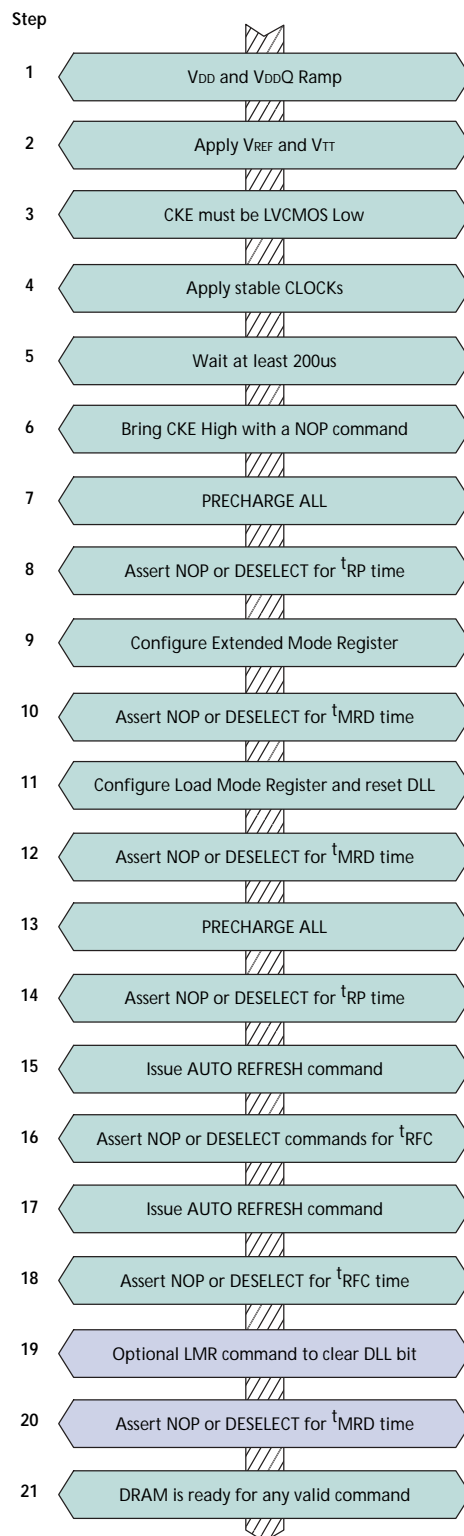 Step
1 VDD and VDDQ Ramp
2 Apply VREF and VTT
3 CKE must be LVCMOS Low
4 Apply stable CLOCKs
5 Wait at least 200us
6 Bring CKE High with a NOP command
7 PRECHARGE ALL
8 Assert NOP or DESELECT for tRP time
9 Configure Extended Mode Register
10 Assert NOP or DESELECT for tMRD time
11 Configure Load Mode Register and reset DLL
12 Assert NOP or DESELECT for tMRD time
13 PRECHARGE ALL
14 Assert NOP or DESELECT for tRP time
15 Issue AUTO REFRESH command
16 Assert NOP or DESELECT commands for tRFC
17 Issue AUTO REFRESH command
18 Assert NOP or DESELECT for tRFC time
19 Optional LMR command to clear DLL bit
20 Assert NOP or DESELECT for tMRD time
21 DRAM is ready for any valid command